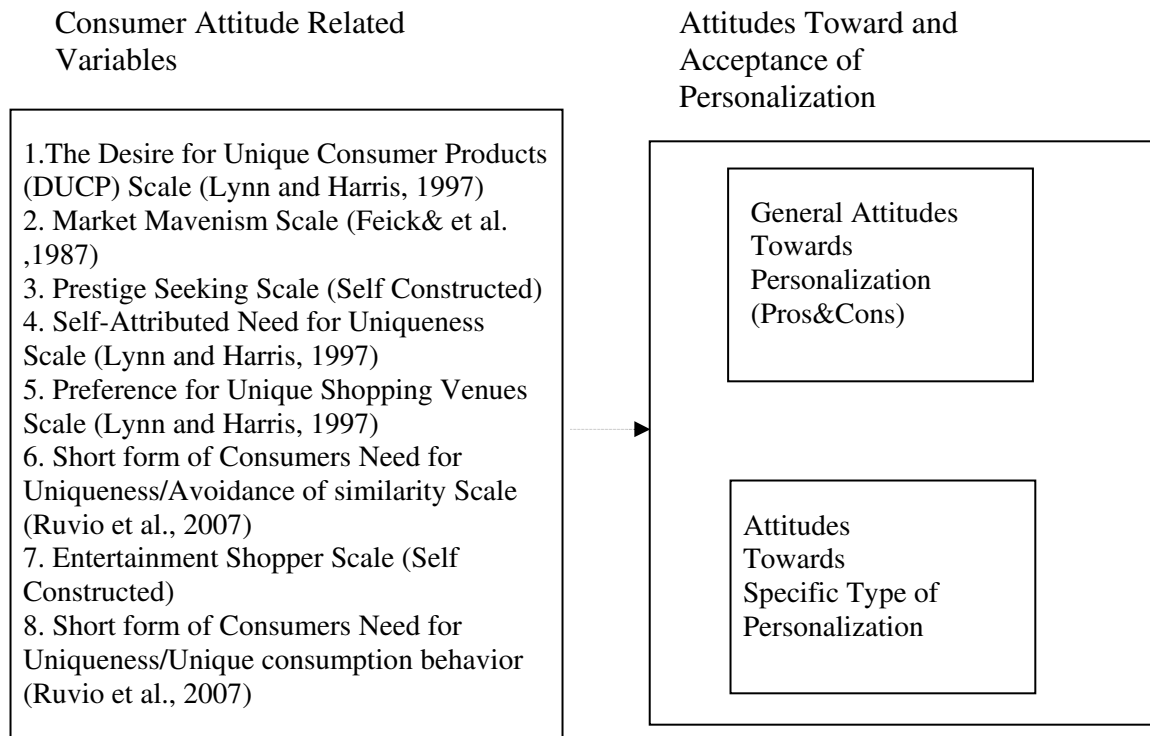 Consumer Attitude Related
Variables
1.The Desire for Unique Consumer Products
(DUCP) Scale (Lynn and Harris, 1997)
2. Market Mavenism Scale (Feick& et al.
,1987)
3. Prestige Seeking Scale (Self Constructed)
4. Self-Attributed Need for Uniqueness
Scale (Lynn and Harris, 1997)
5. Preference for Unique Shopping Venues
Scale (Lynn and Harris, 1997)
6. Short form of Consumers Need for
Uniqueness/Avoidance of similarity Scale
(Ruvio et al., 2007)
7. Entertainment Shopper Scale (Self
Constructed)
8. Short form of Consumers Need for
Uniqueness/Unique consumption behavior
(Ruvio et al., 2007)
Attitudes Toward and
Acceptance of
Personalization
General Attitudes
Towards
Personalization
(Pros&Cons)
Attitudes
Towards
Specific Type of
Personalization